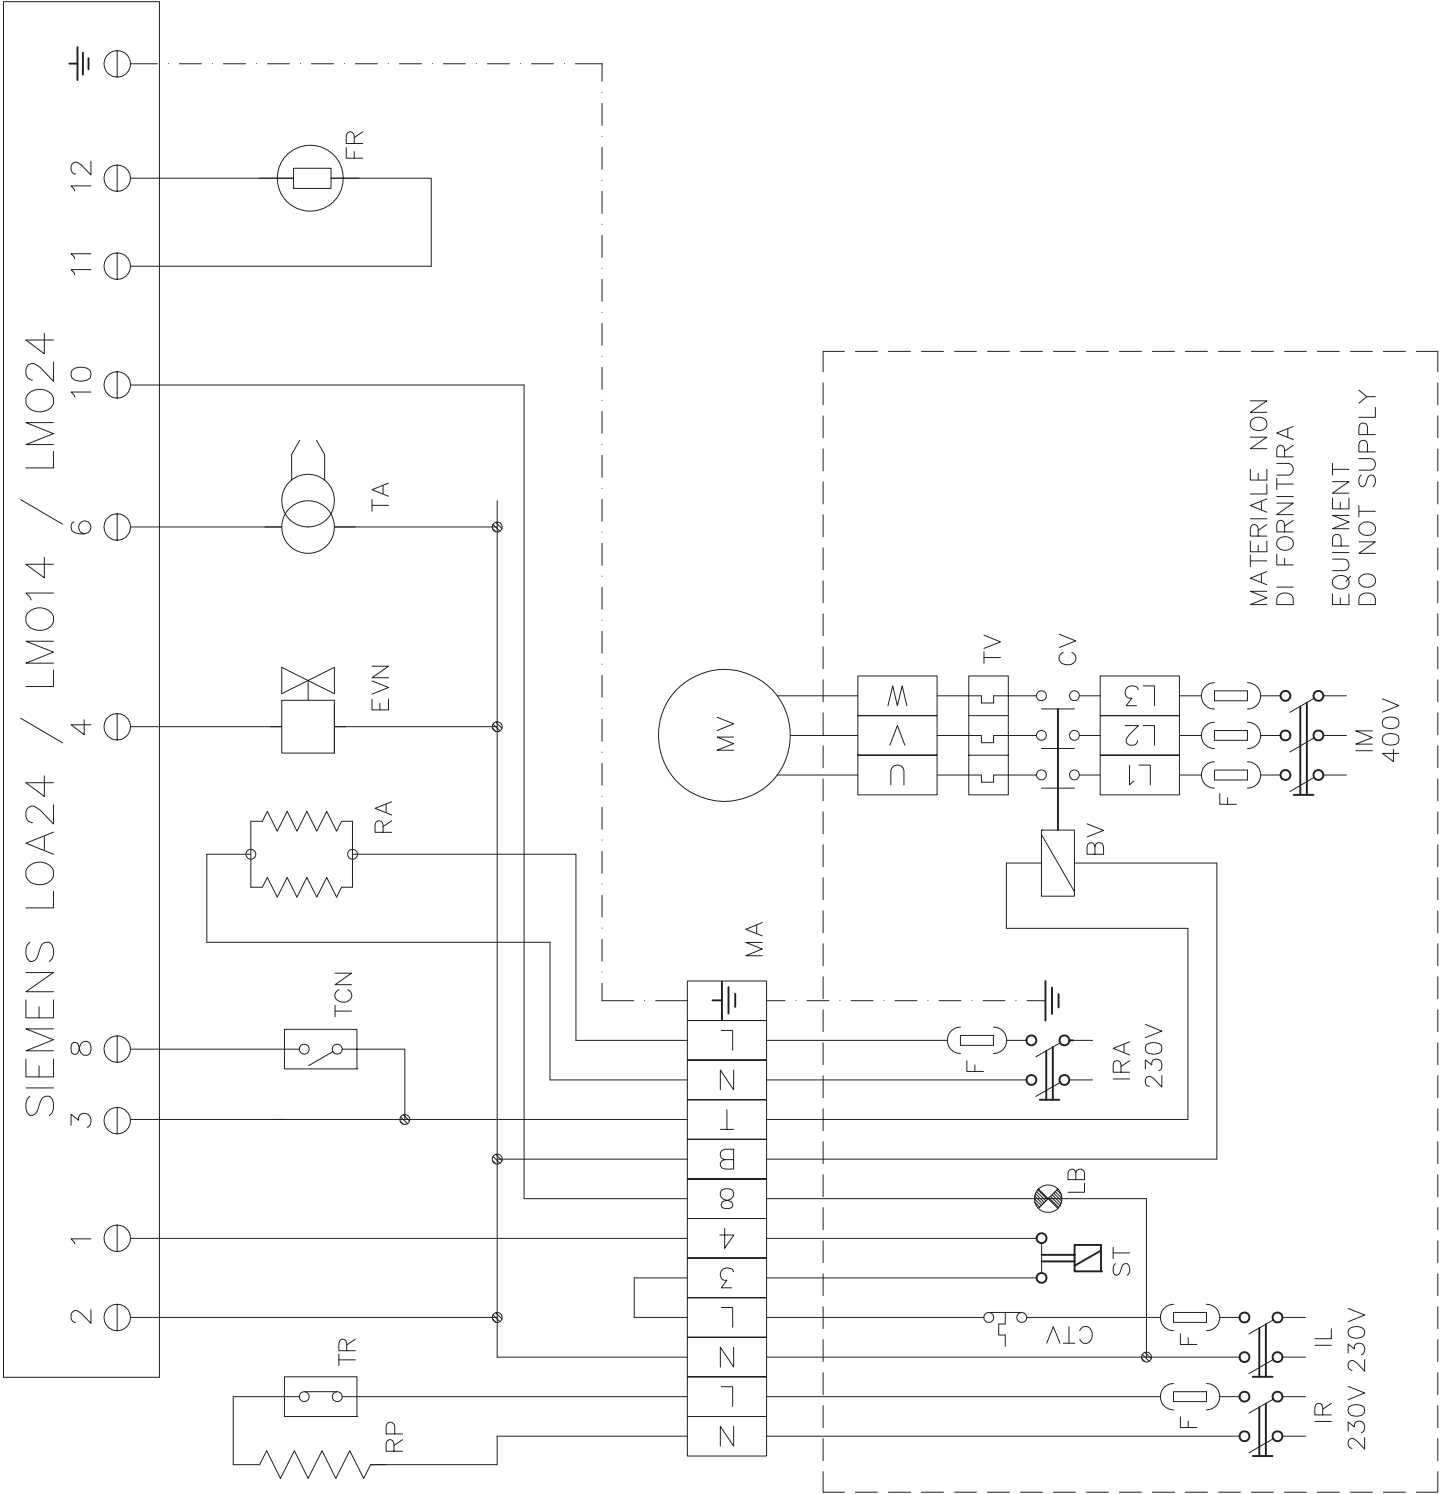 SIEMENS LOA24 / LMO14 / LMO24
2
1
3
8
4
6
10
11
12
TR
RP
TCN
RA
EVN
TA
FR
MA
N
L
N
L
3
4
8
B
T
N
L
MV
U
V
W
TV
CV
BV
L1
L2
L3
F
IM
400V
F
IRA
230V
LB
ST
CTV
F
F
IR
230V
IL
230V
MATERIALE NON
DI FORNITURA
EQUIPMENT
DO NOT SUPPLY